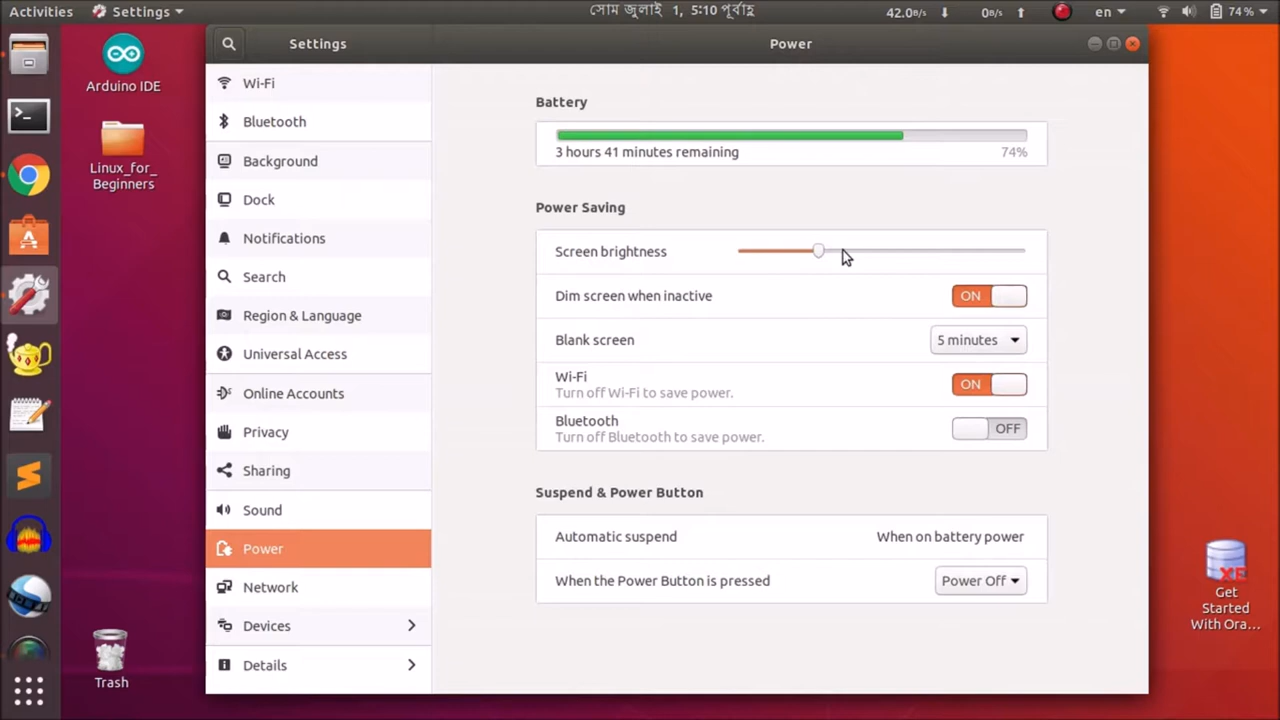 Activities Settings সোম জুলাই 1, 5:10 পূর্বাহ্ন 42.0B/s 0B/s en 74%
Settings Power
Arduino IDE
Linux_for_
Beginners
Trash
Wi-Fi
Bluetooth
Background
Dock
Notifications
Search
Region & Language
Universal Access
Online Accounts
Privacy
Sharing
Sound
Power
Network
Devices
Details
Battery
3 hours 41 minutes remaining 74%
Power Saving
Screen brightness
Dim screen when inactive ON
Blank screen 5 minutes
Wi-Fi ON
Turn off Wi-Fi to save power.
Bluetooth OFF
Turn off Bluetooth to save power.
Suspend & Power Button
Automatic suspend When on battery power
When the Power Button is pressed Power Off
XE
Get
Started
With Ora...